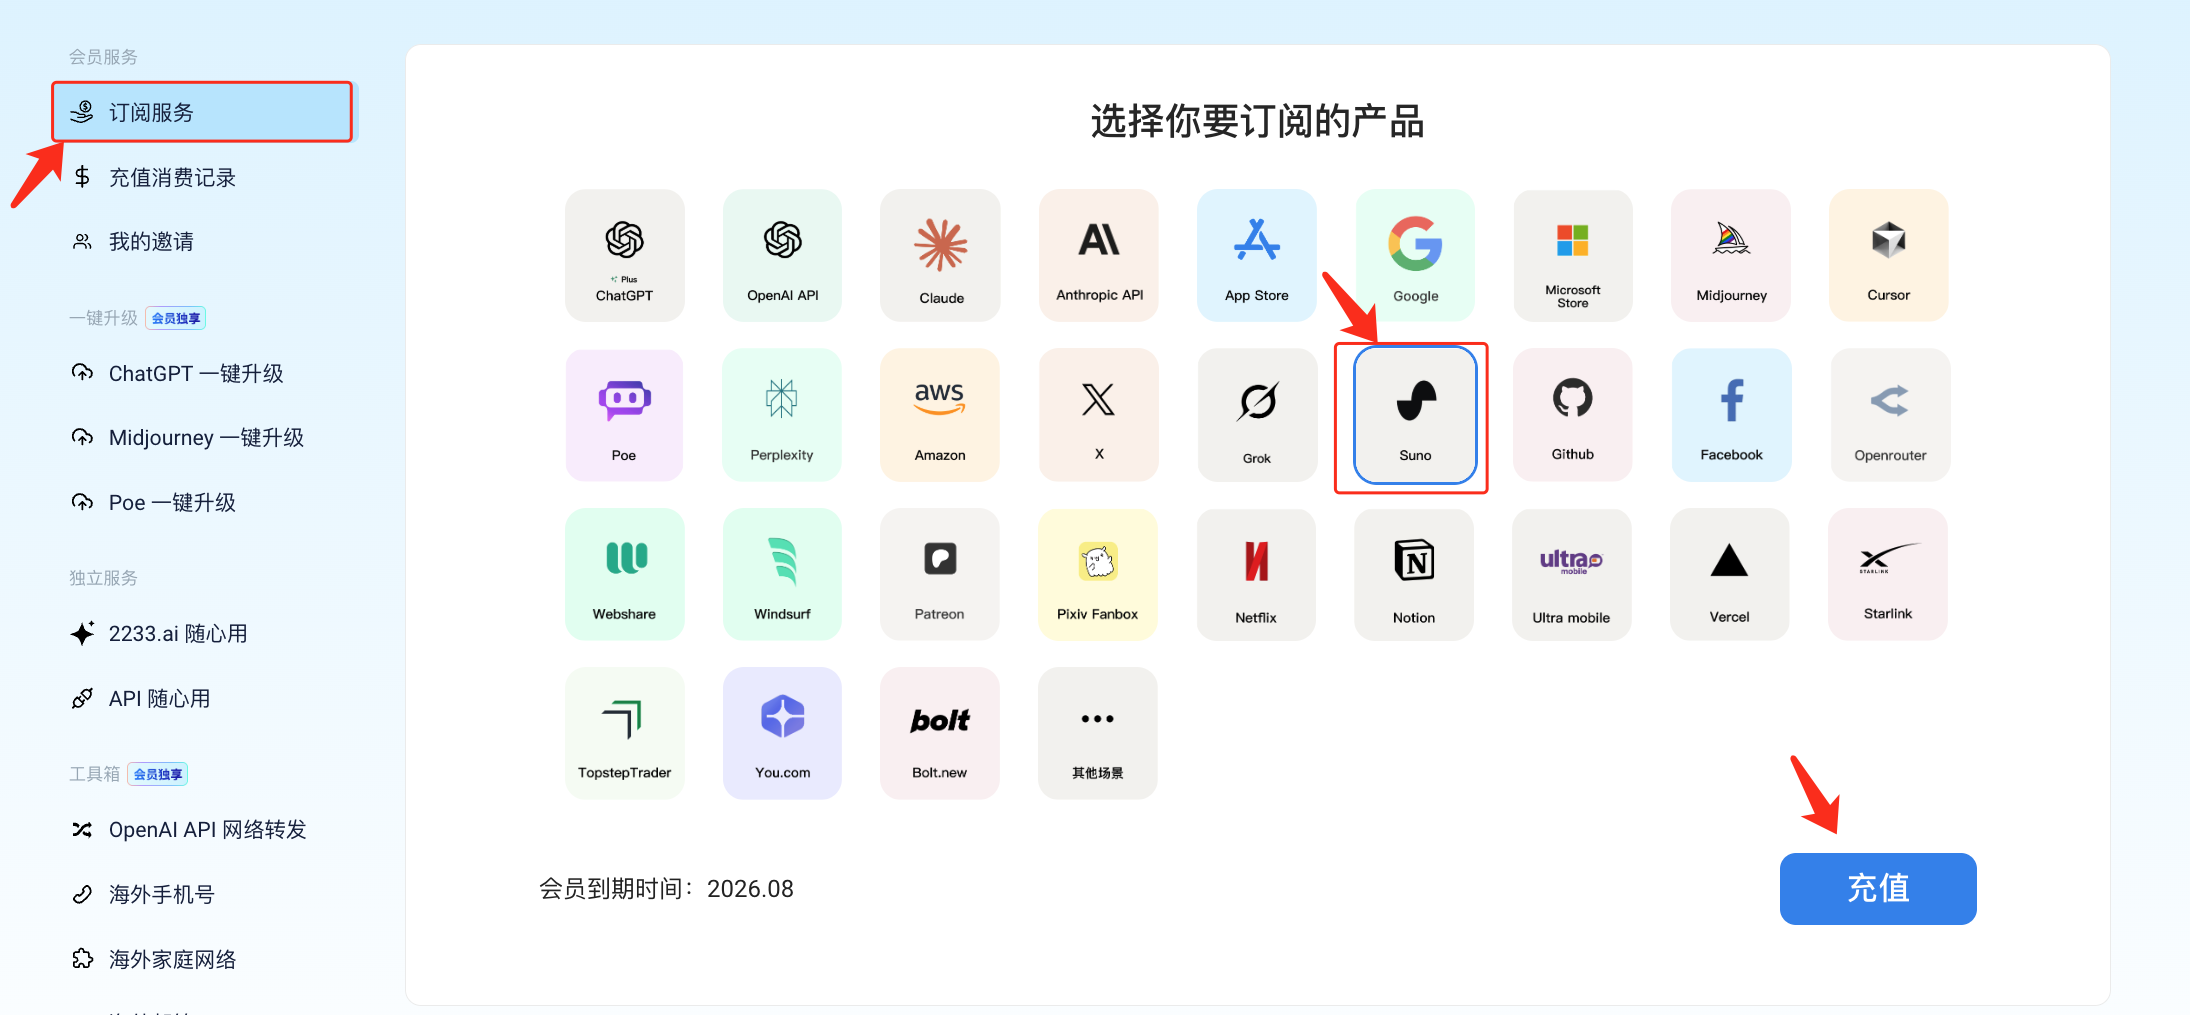 会员服务
订阅服务
充值消费记录
我的邀请
一键升级 会员独享
ChatGPT 一键升级
Midjourney 一键升级
Poe 一键升级
独立服务
2233.ai 随心用
API 随心用
工具箱 会员独享
OpenAI API 网络转发
海外手机号
海外家庭网络
选择你要订阅的产品
Plus
ChatGPT
OpenAI API
Claude
Anthropic API
App Store
Google
Microsoft
Store
Midjourney
Cursor
Poe
Perplexity
aws
Amazon
X
Grok
Suno
Github
Facebook
Openrouter
Webshare
Windsurf
Patreon
Pixiv Fanbox
Netflix
Notion
ultra
mobile
Ultra mobile
Vercel
STARLINK
Starlink
TopstepTrader
You.com
bolt
Bolt.new
其他场景
会员到期时间：2026.08
充值